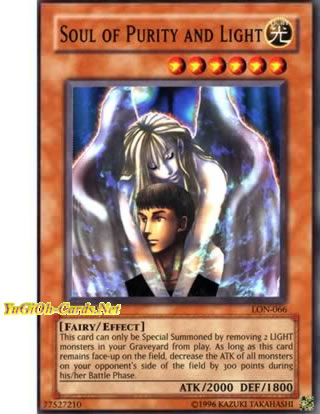 SOUL OF PURITY AND LIGHT
光
YuGiOh-Cards.Net
LON-066
[FAIRY/EFFECT]
This card can only be Special Summoned by removing 2 LIGHT
monsters in your Graveyard from play. As long as this card
remains face-up on the field, decrease the ATK of all monsters
on your opponent's side of the field by 300 points during
his/her Battle Phase.
ATK/2000 DEF/1800
77527210
©1996 KAZUKI TAKAHASHI